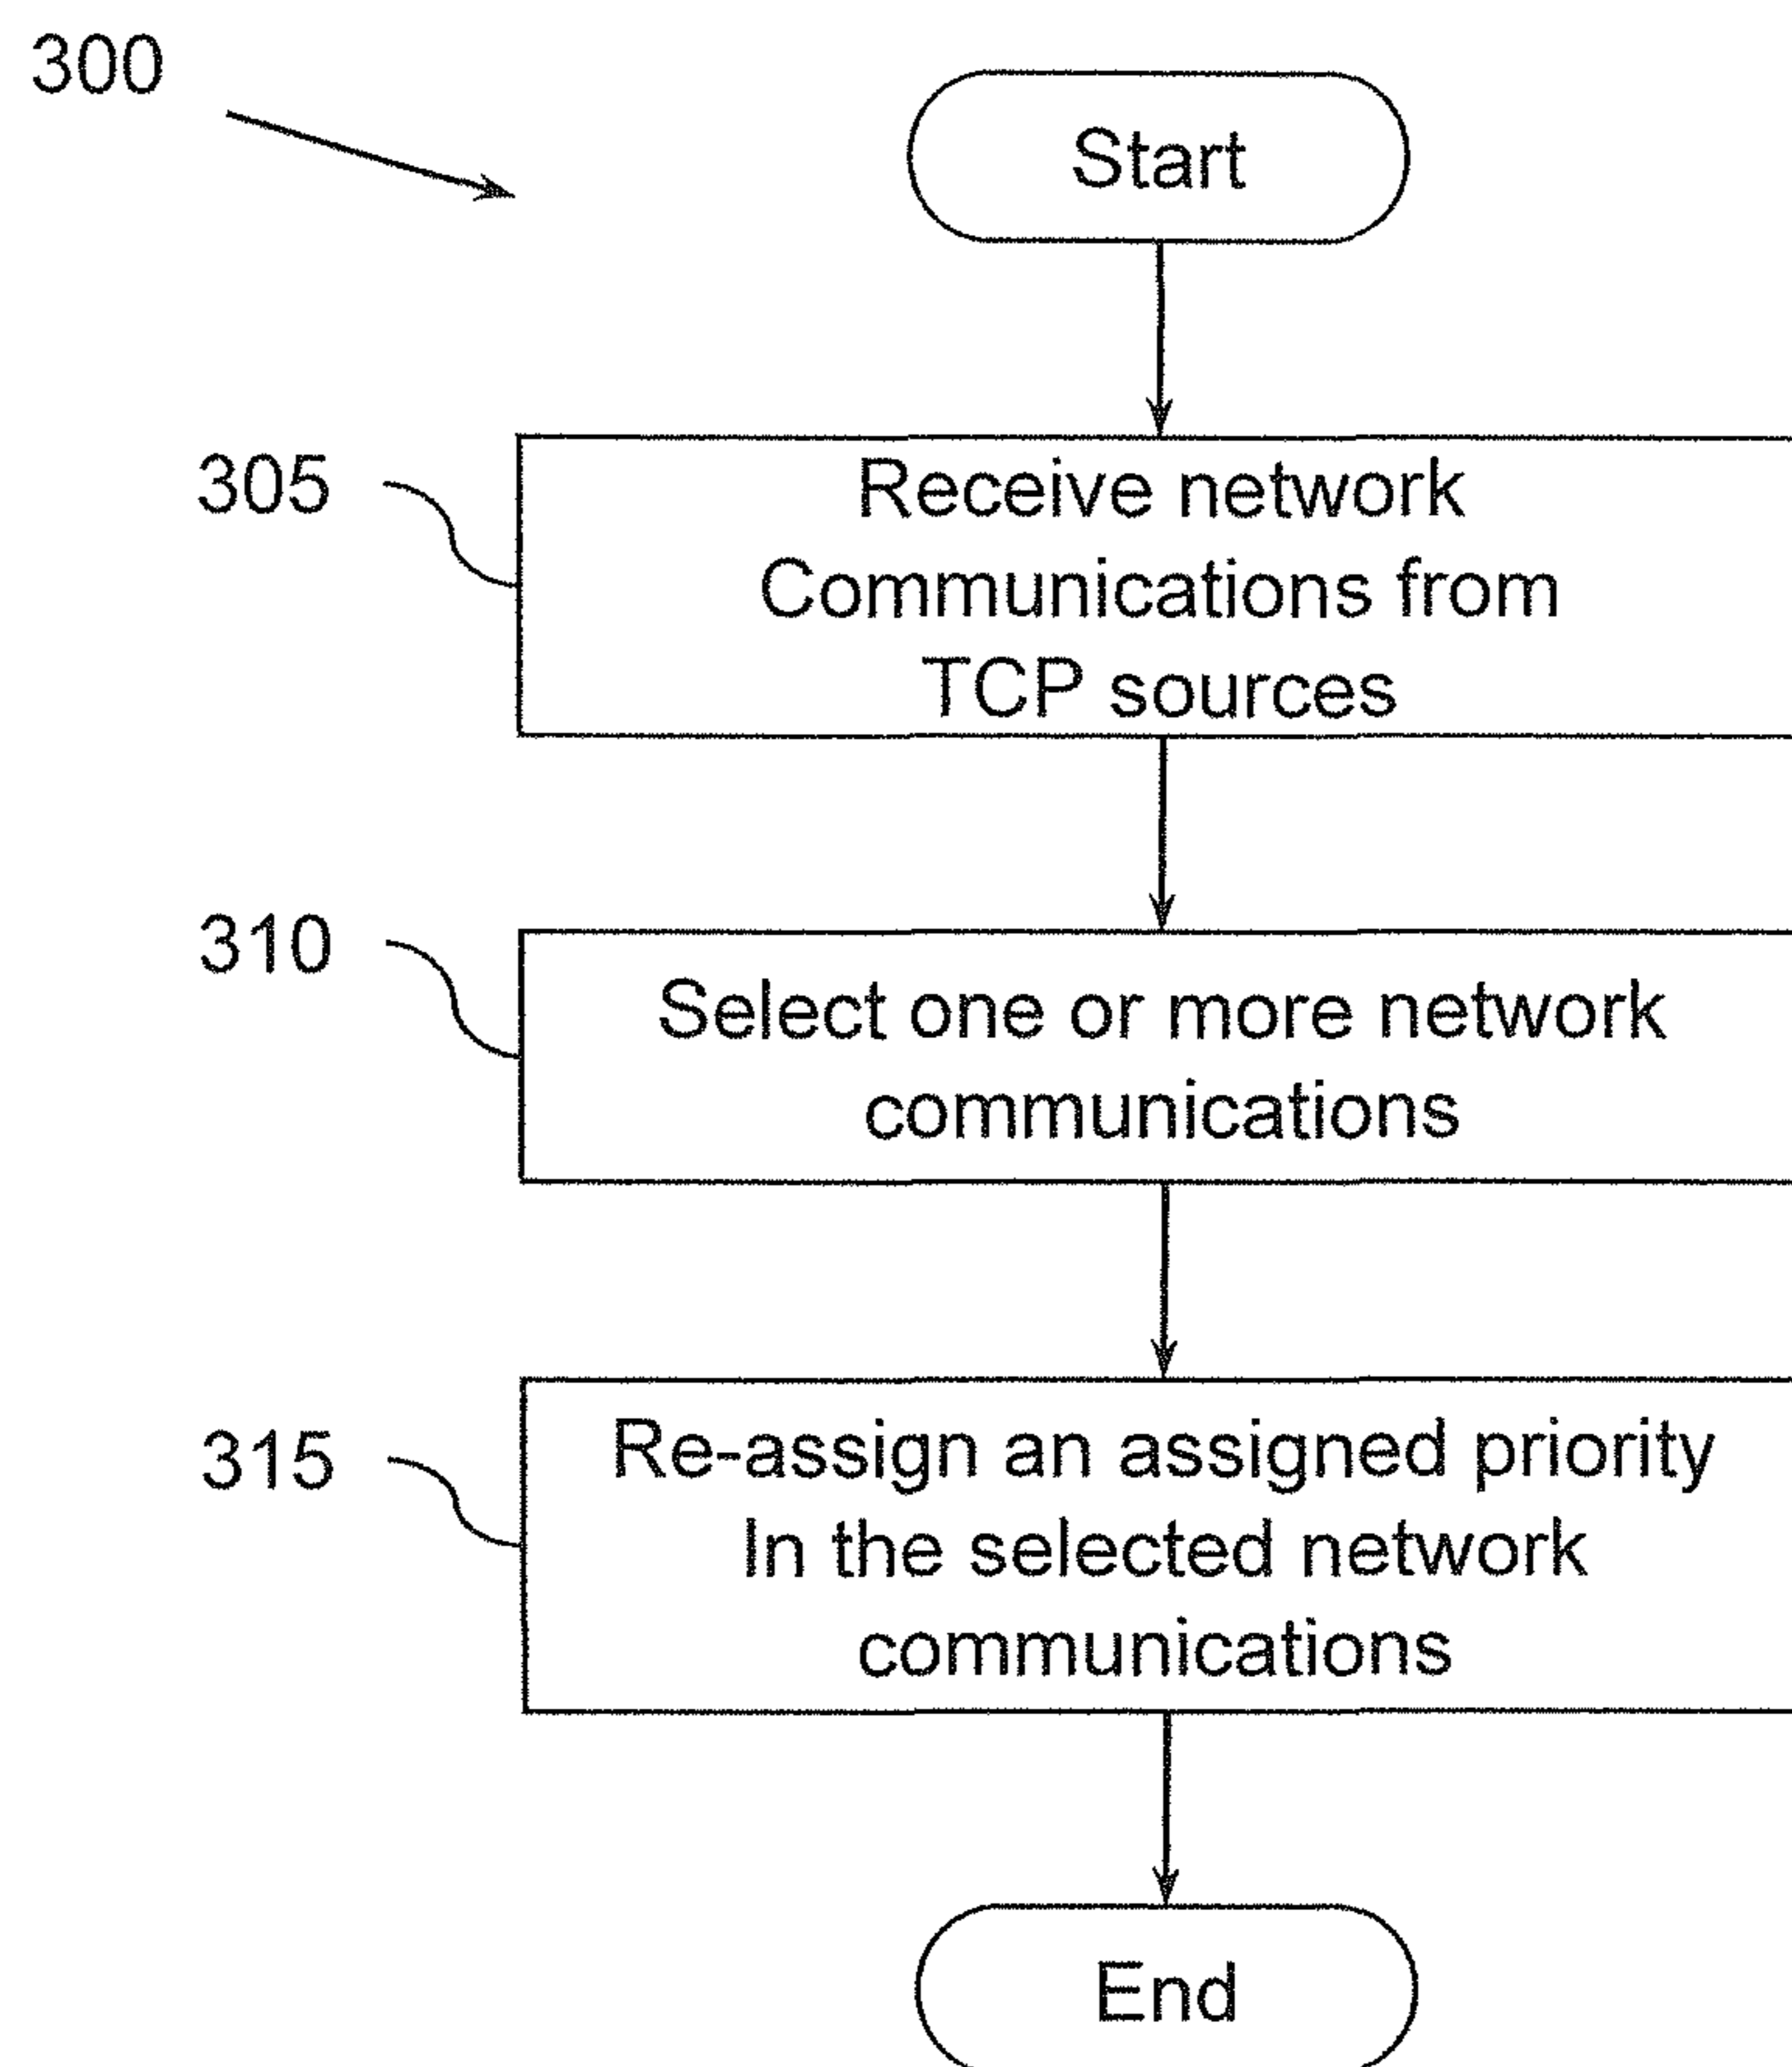 300
Start
305
Receive network
Communications from
TCP sources
310
Select one or more network
communications
315
Re-assign an assigned priority
In the selected network
communications
End